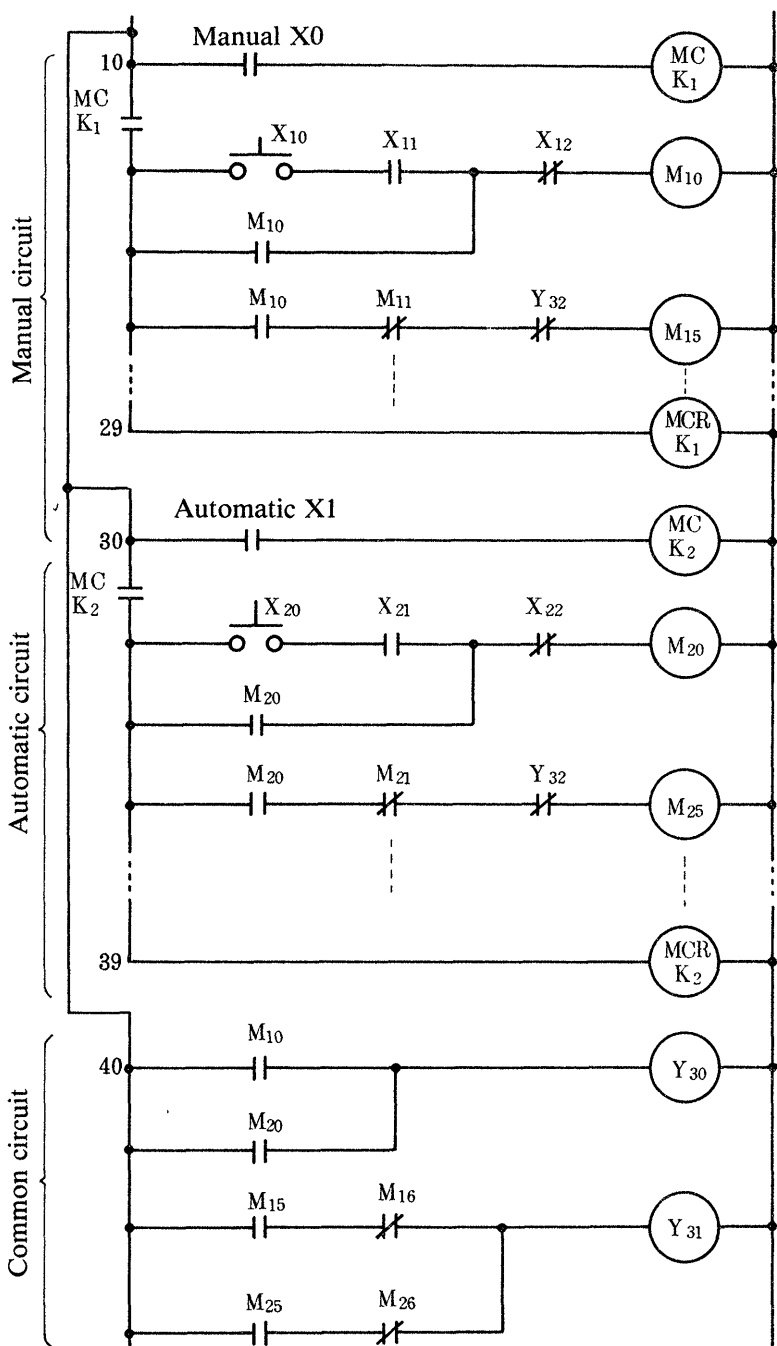 Manual X0
10
MC
K1
MC
K1
X10
X11
X12
M10
M10
M10
M11
Y32
M15
29
MCR
K1
Manual circuit
Automatic X1
30
MC
K2
MC
K2
X20
X21
X22
M20
M20
M20
M21
Y32
M25
39
MCR
K2
Automatic circuit
M10
40
Y30
M20
M15
M16
Y31
M25
M26
Common circuit